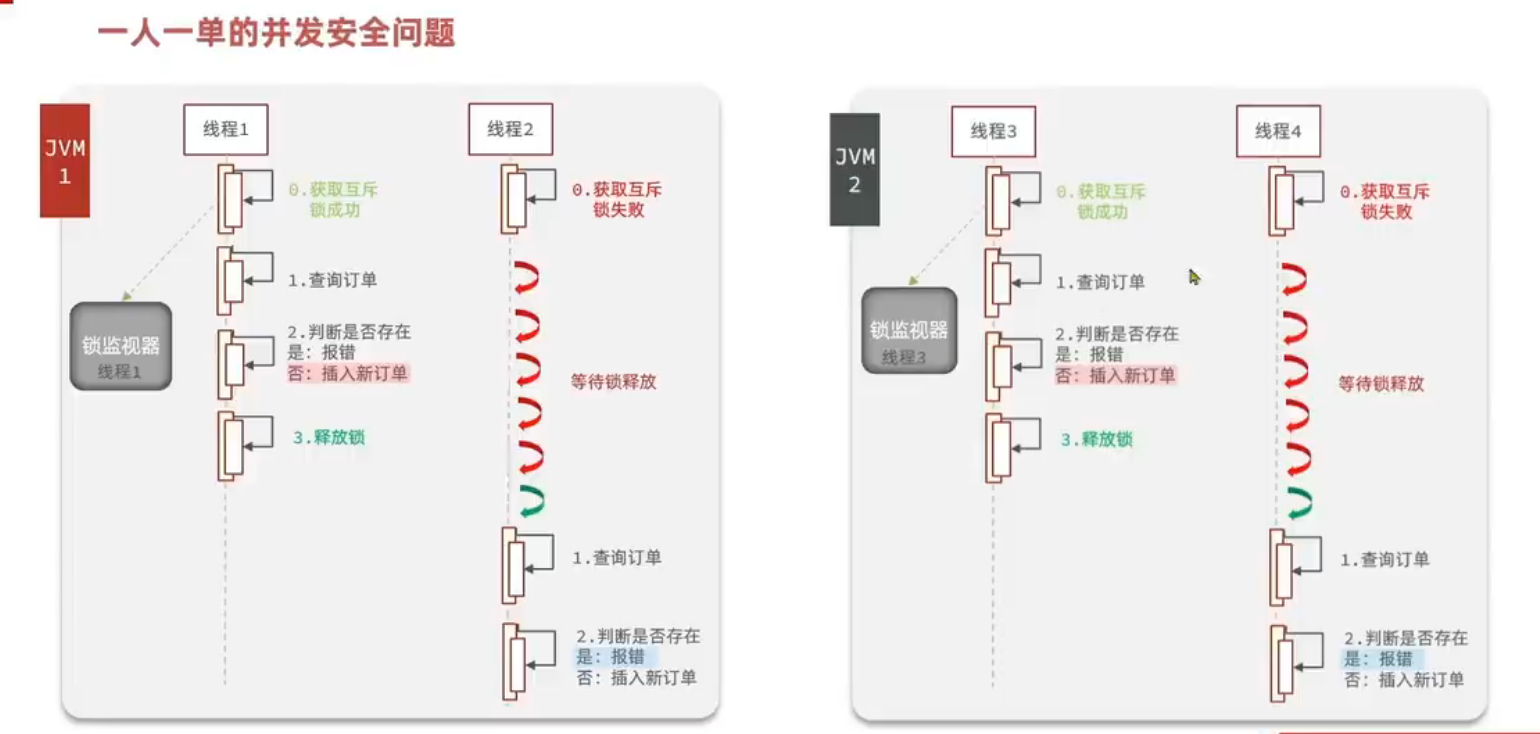 一人一单的并发安全问题
JVM
1
线程1
线程2
0.获取互斥
锁成功
0.获取互斥
锁失败
1.查询订单
锁监视器
线程1
2.判断是否存在
是：报错
否：插入新订单
等待锁释放
3.释放锁
1.查询订单
2.判断是否存在
是：报错
否：插入新订单
JVM
2
线程3
线程4
0.获取互斥
锁成功
0.获取互斥
锁失败
1.查询订单
锁监视器
线程3
2.判断是否存在
是：报错
否：插入新订单
等待锁释放
3.释放锁
1.查询订单
2.判断是否存在
是：报错
否：插入新订单